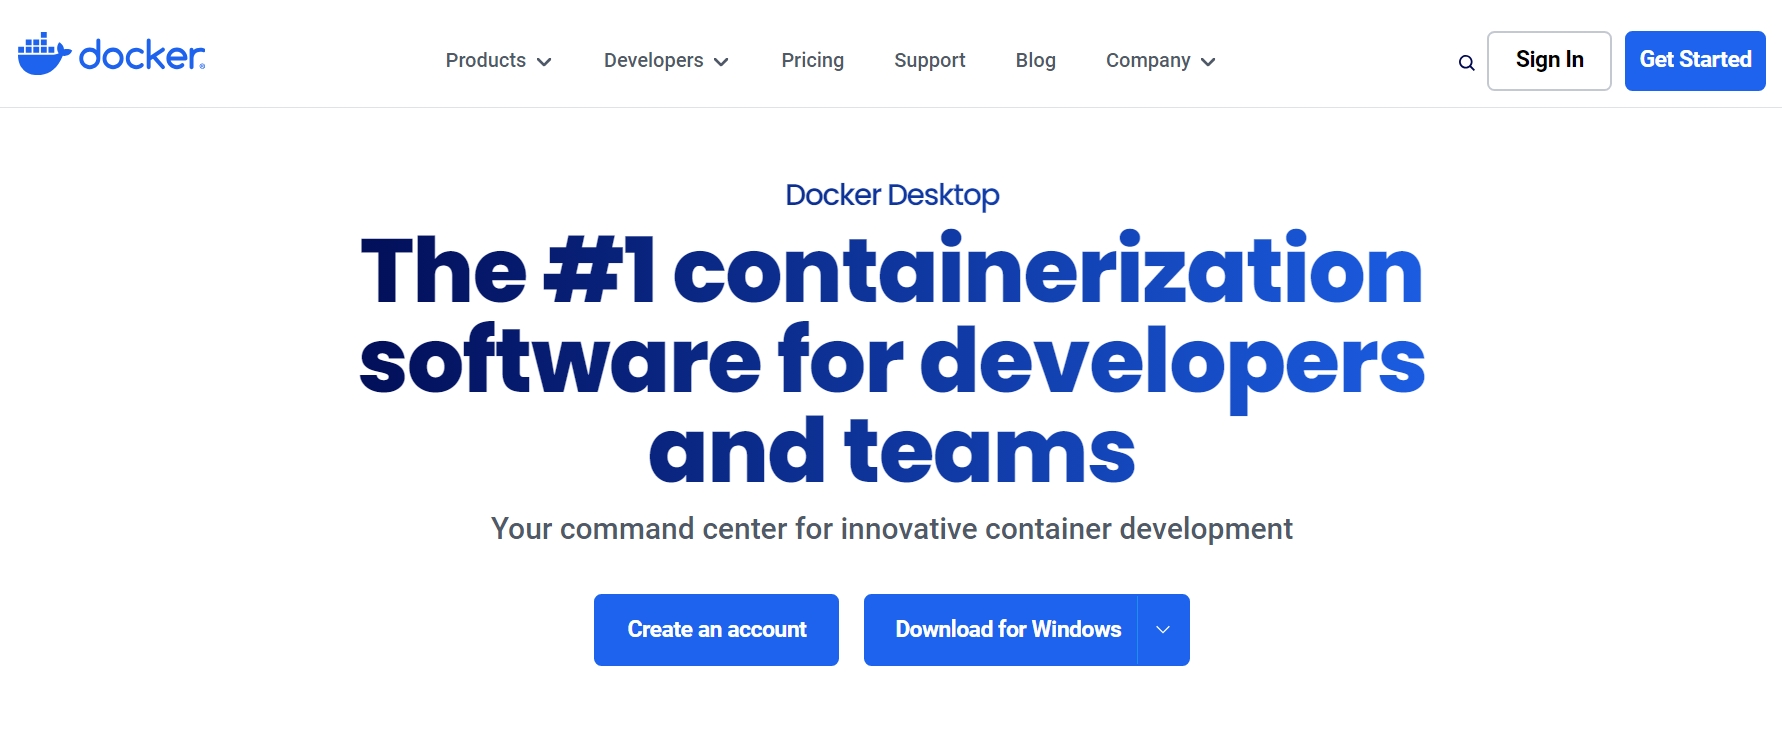 docker®
Products
Developers
Pricing
Support
Blog
Company
Sign In
Get Started
Docker Desktop
The #1 containerization
software for developers
and teams
Your command center for innovative container development
Create an account
Download for Windows